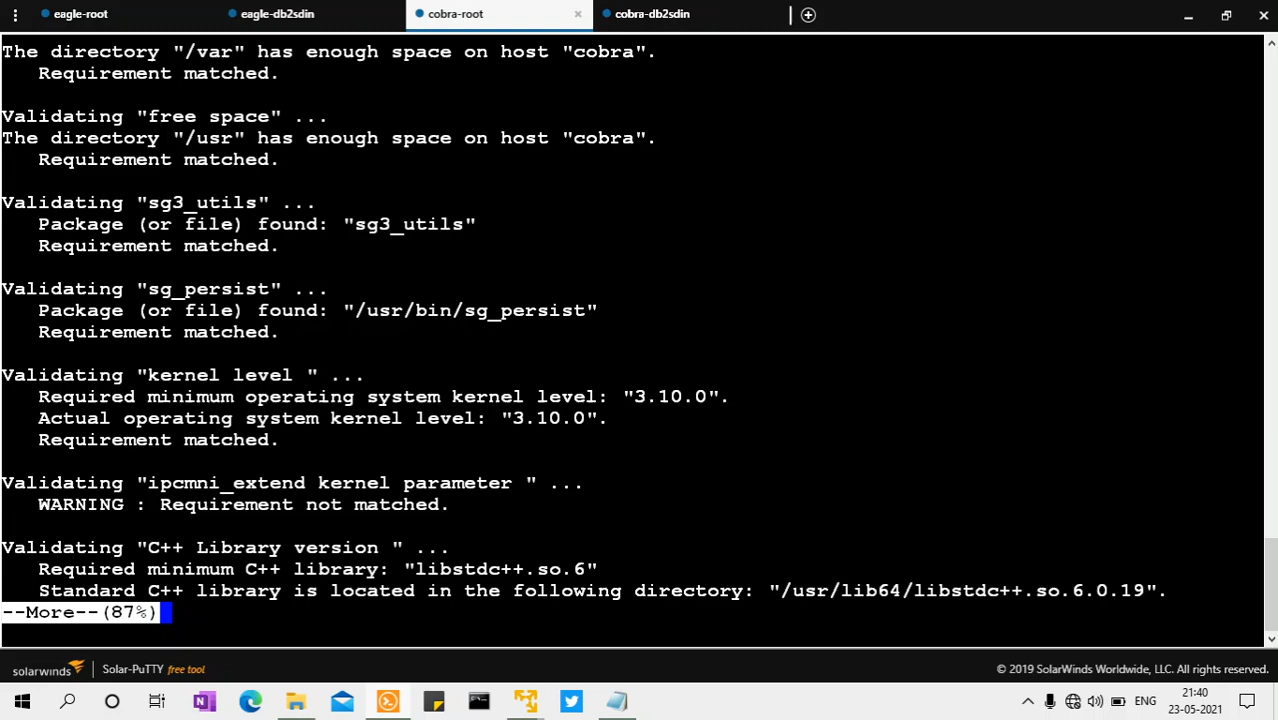 eagle-root
eagle-db2sdin
cobra-root
cobra-db2sdin
The directory "/var" has enough space on host "cobra".
Requirement matched.
Validating "free space" ...
The directory "/usr" has enough space on host "cobra".
Requirement matched.
Validating "sg3_utils" ...
Package (or file) found: "sg3_utils"
Requirement matched.
Validating "sg_persist" ...
Package (or file) found: "/usr/bin/sg_persist"
Requirement matched.
Validating "kernel level " ...
Required minimum operating system kernel level: "3.10.0".
Actual operating system kernel level: "3.10.0".
Requirement matched.
Validating "ipcmni_extend kernel parameter " ...
WARNING : Requirement not matched.
Validating "C++ Library version " ...
Required minimum C++ library: "libstdc++.so.6"
Standard C++ library is located in the following directory: "/usr/lib64/libstdc++.so.6.0.19".
--More--(87%)
solarwinds Solar-PuTTY free tool
© 2019 SolarWinds Worldwide, LLC. All rights reserved.
ENG
21:40
23-05-2021